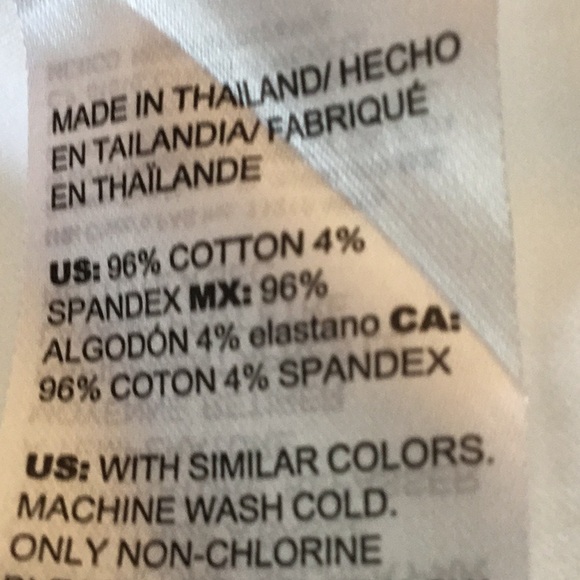 MADE IN THAILAND/ HECHO
EN TAILANDIA/ FABRIQUÉ
EN THAÏLANDE
US: 96% COTTON 4%
SPANDEX MX: 96%
ALGODÓN 4% elastano CA:
96% COTON 4% SPANDEX
US: WITH SIMILAR COLORS.
MACHINE WASH COLD.
ONLY NON-CHLORINE